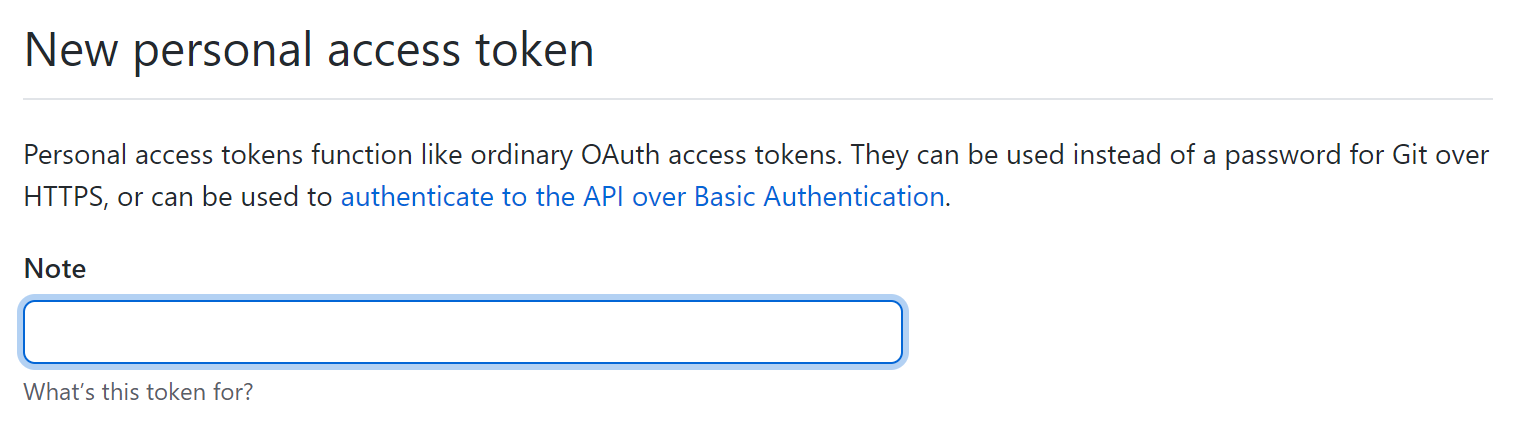 New personal access token
Personal access tokens function like ordinary OAuth access tokens. They can be used instead of a password for Git over
HTTPS, or can be used to authenticate to the API over Basic Authentication.
Note
What's this token for?